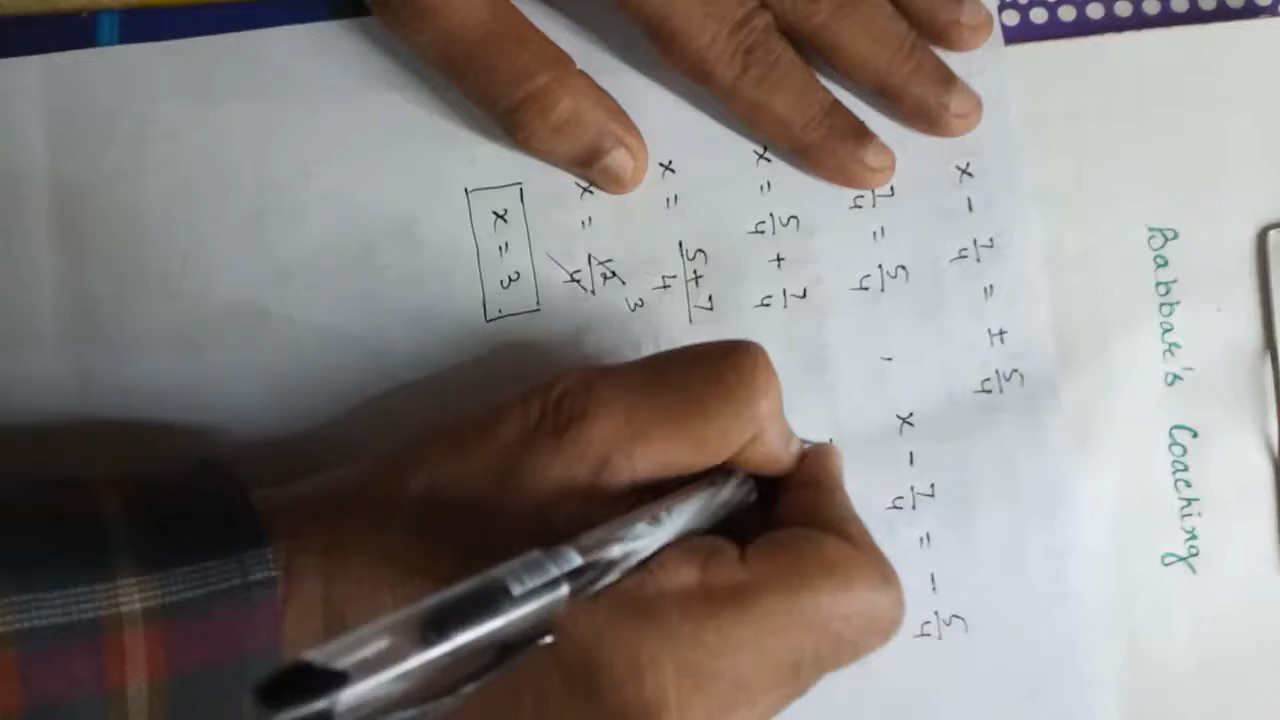 Babbar's Coaching
x - 7/4 = ± 5/4
7/4 = 5/4 , x - 7/4 = - 5/4
x = 5/4 + 7/4
x = 5+7/4
x = 12/4 3
x = 3.